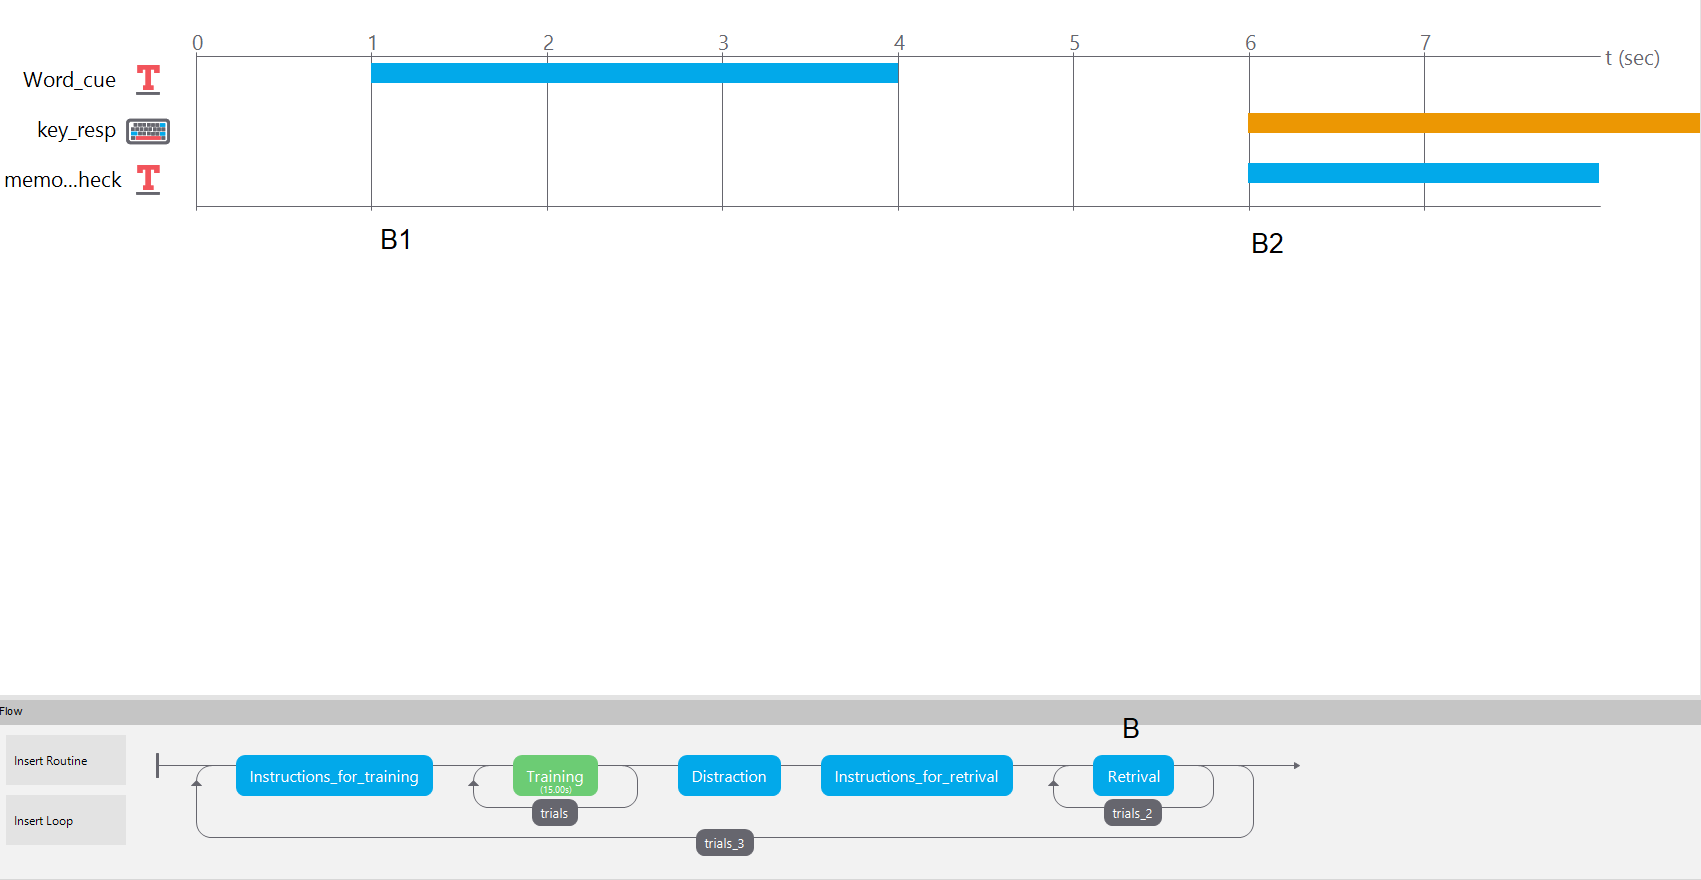 0 1 2 3 4 5 6 7 t (sec)
Word_cue
key_resp
memo...heck
B1 B2
Flow
B
Insert Routine
Instructions_for_training Training Distraction Instructions_for_retrival Retrival
(15.00s)
Insert Loop trials trials_2
trials_3